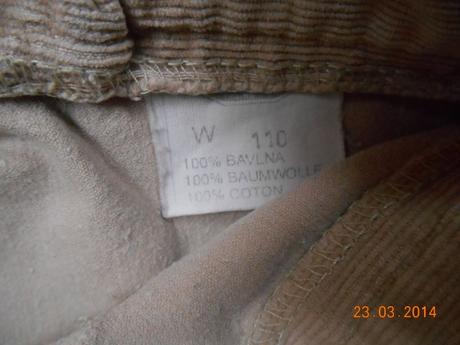 W 110
100% BAVLNA
100% BAUMWOLLE
100% COTON
23.03.2014